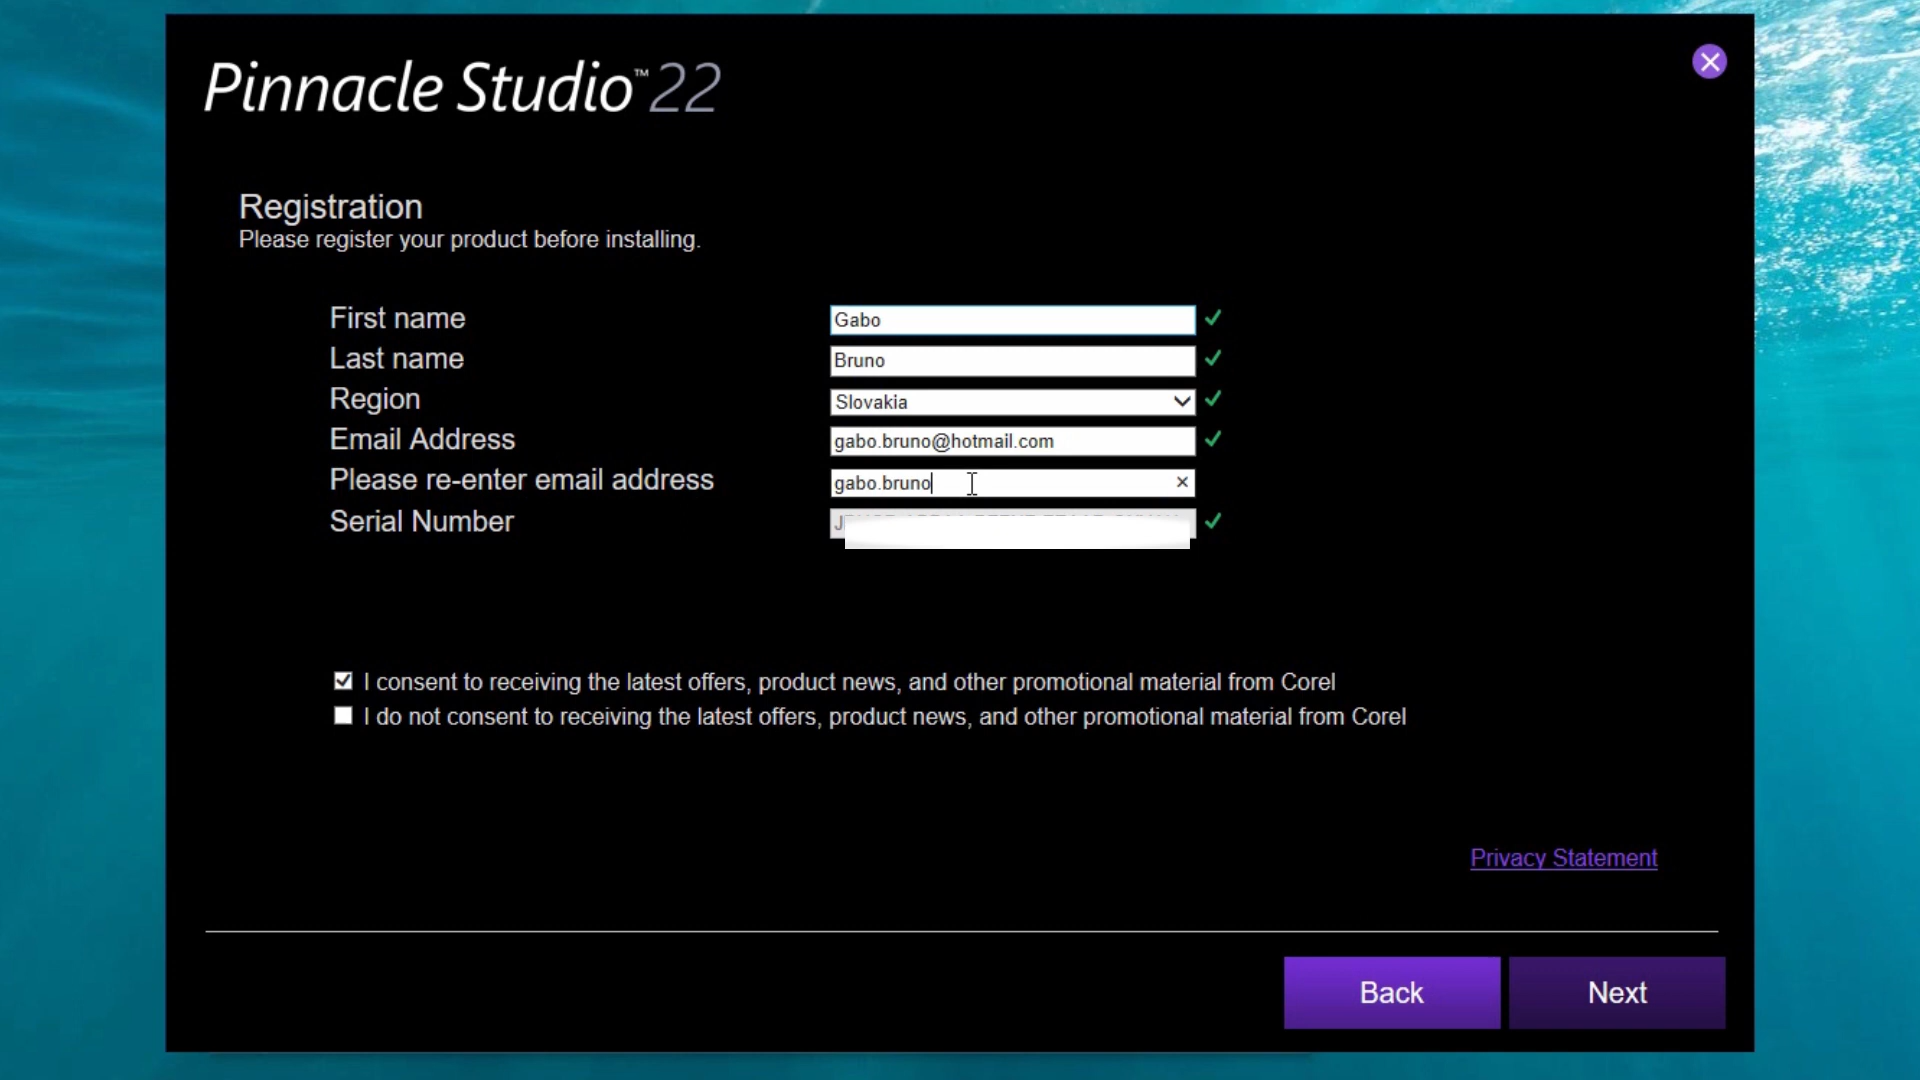 Pinnacle Studio™ 22
Registration
Please register your product before installing.
First name
Gabo
Last name
Bruno
Region
Slovakia
Email Address
gabo.bruno@hotmail.com
Please re-enter email address
gabo.bruno
Serial Number
I consent to receiving the latest offers, product news, and other promotional material from Corel
I do not consent to receiving the latest offers, product news, and other promotional material from Corel
Privacy Statement
Back
Next